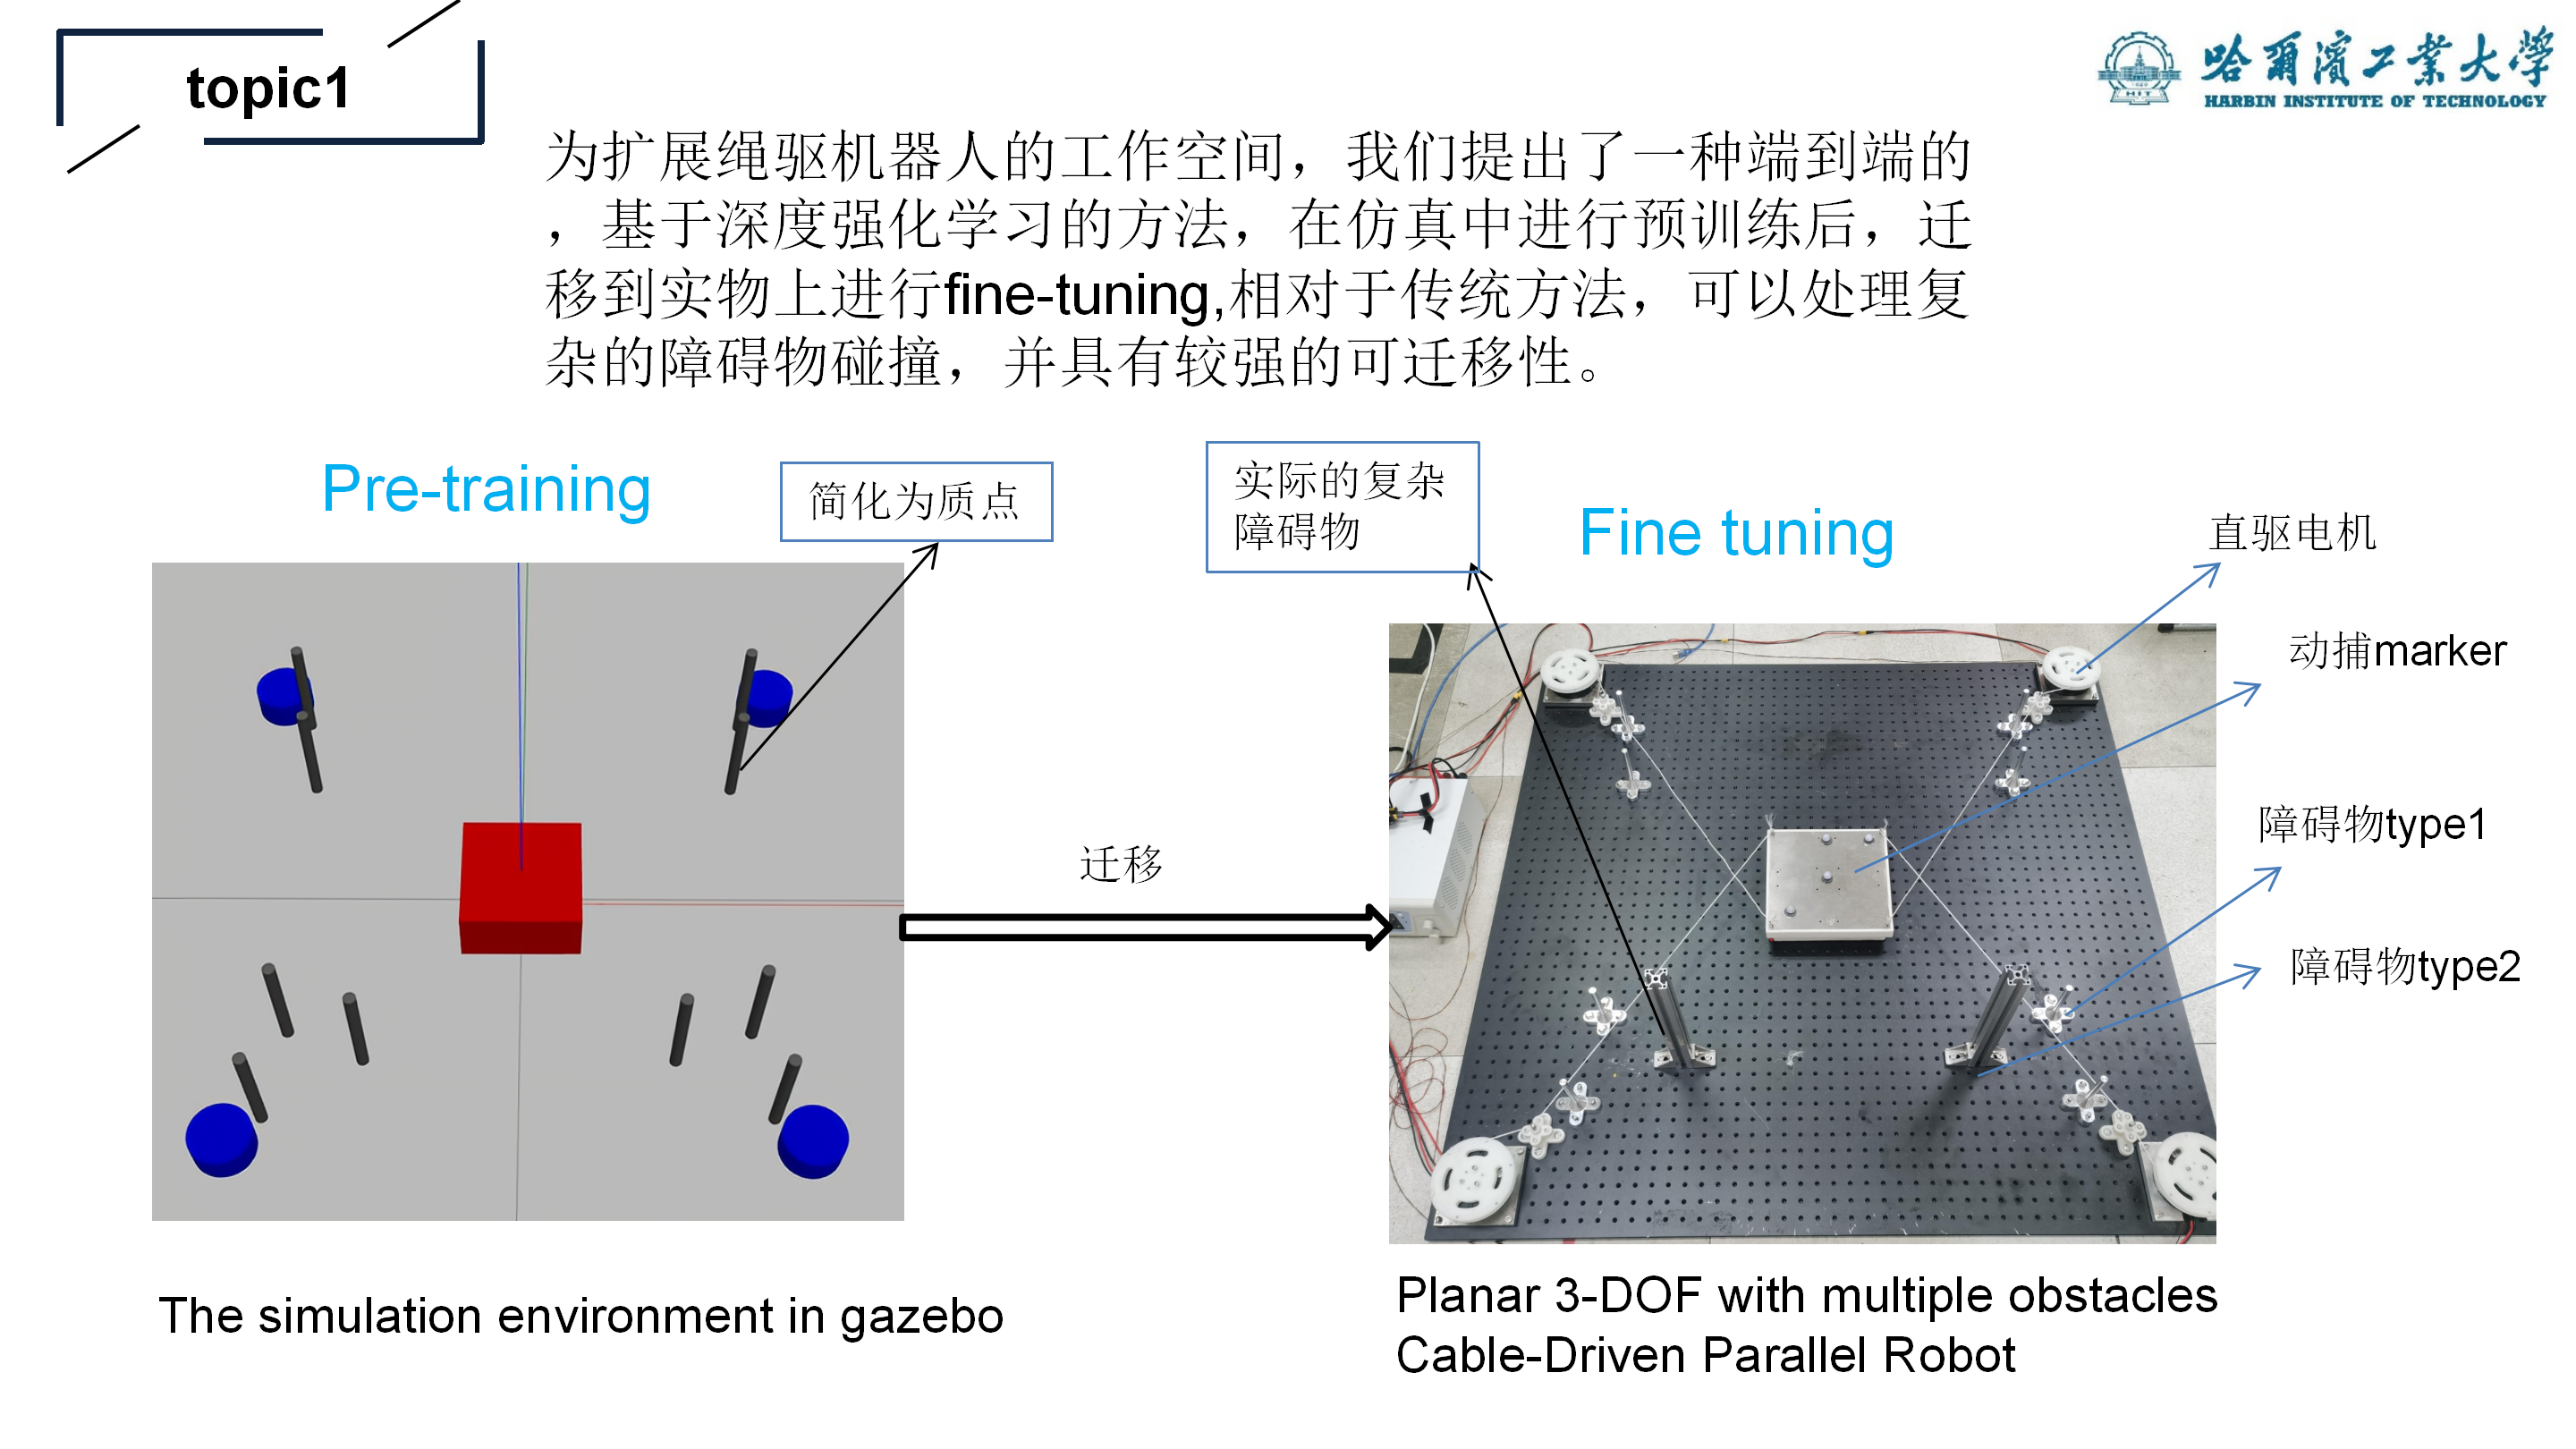 topic1
哈爾濱工業大學
HARBIN INSTITUTE OF TECHNOLOGY
HIT
为扩展绳驱机器人的工作空间，我们提出了一种端到端的
，基于深度强化学习的方法，在仿真中进行预训练后，迁
移到实物上进行fine-tuning,相对于传统方法，可以处理复
杂的障碍物碰撞，并具有较强的可迁移性。
Pre-training
简化为质点
实际的复杂
障碍物
Fine tuning
直驱电机
动捕marker
障碍物type1
障碍物type2
迁移
The simulation environment in gazebo
Planar 3-DOF with multiple obstacles
Cable-Driven Parallel Robot